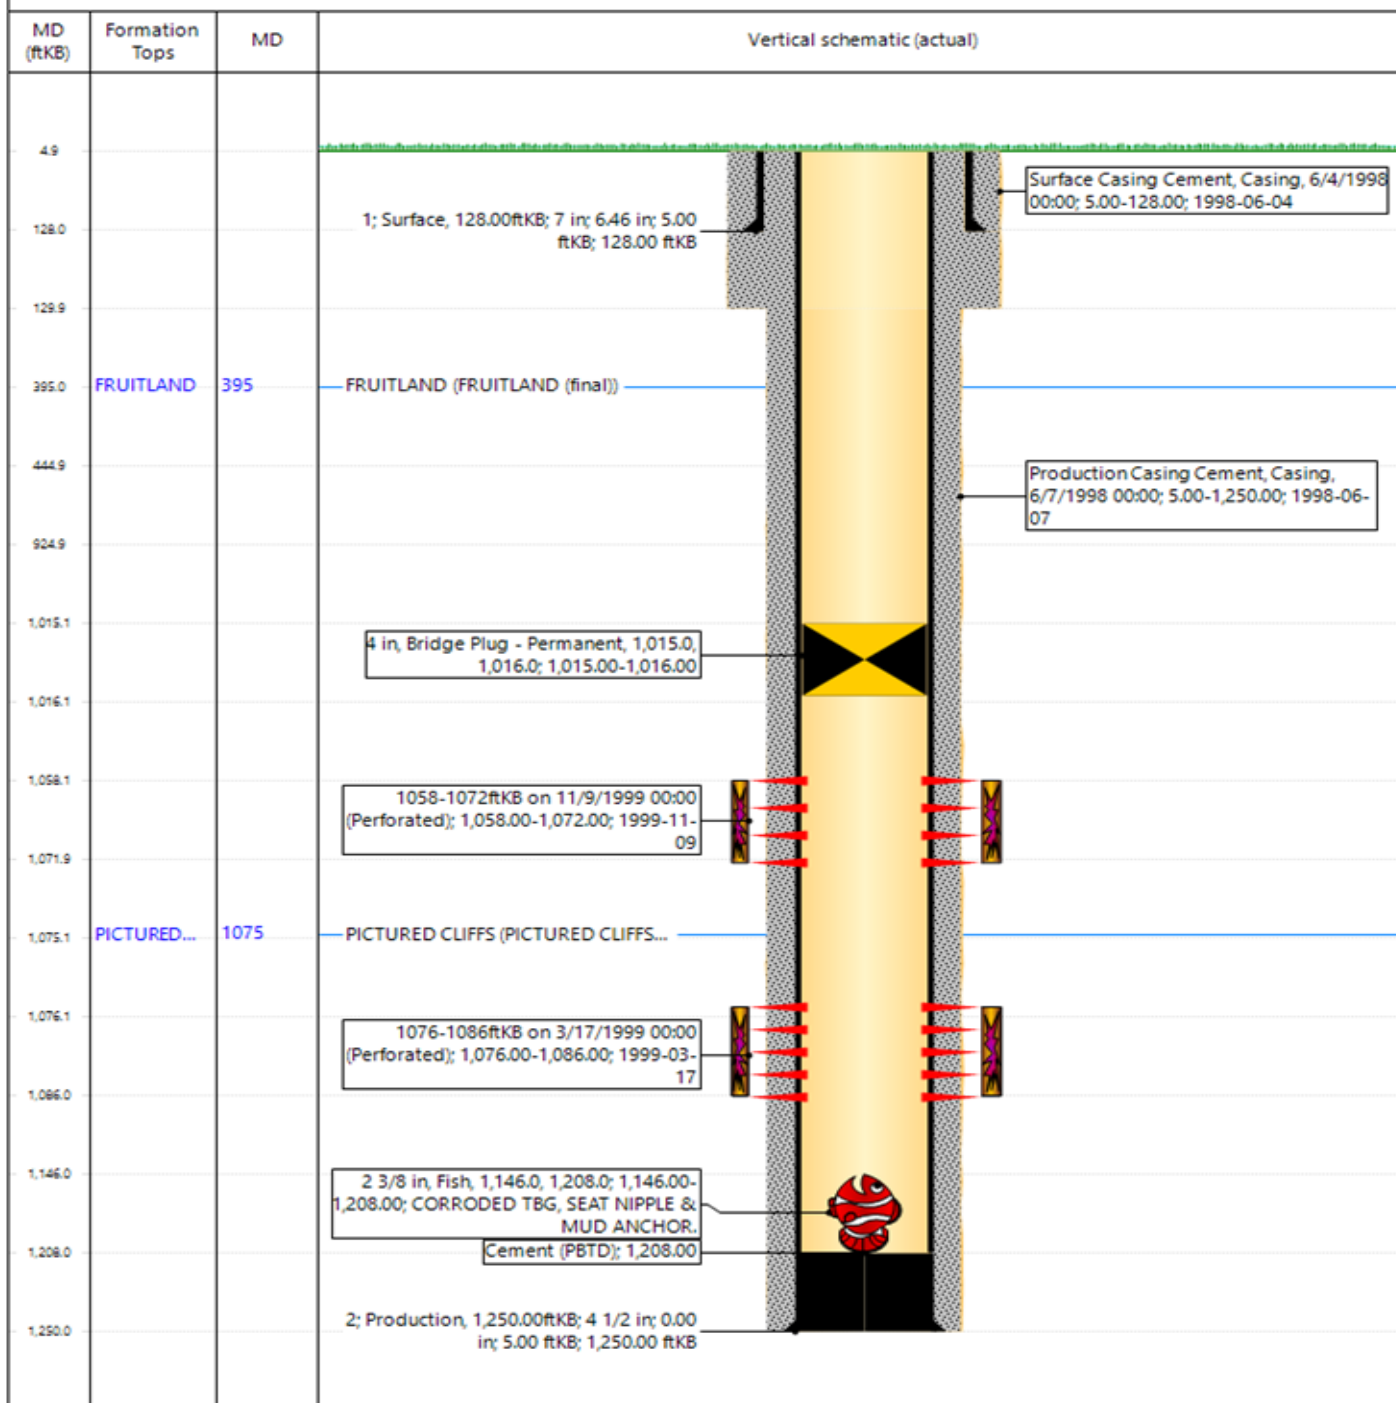 MD
(ftKB)
Formation
Tops
MD
Vertical schematic (actual)
4.9
Surface Casing Cement, Casing, 6/4/1998
00:00; 5.00-128.00; 1998-06-04
1; Surface, 128.00ftKB; 7 in; 6.46 in; 5.00
ftKB; 128.00 ftKB
128.0
129.9
395.0
FRUITLAND
395
FRUITLAND (FRUITLAND (final))
444.9
Production Casing Cement, Casing,
6/7/1998 00:00; 5.00-1,250.00; 1998-06-
07
924.9
1,015.1
4 in, Bridge Plug - Permanent, 1,015.0,
1,016.0; 1,015.00-1,016.00
1,016.1
1,058.1
1058-1072ftKB on 11/9/1999 00:00
(Perforated); 1,058.00-1,072.00; 1999-11-
09
1,071.9
1,075.1
PICTURED...
1075
PICTURED CLIFFS (PICTURED CLIFFS...
1,076.1
1076-1086ftKB on 3/17/1999 00:00
(Perforated); 1,076.00-1,086.00; 1999-03-
17
1,086.0
1,146.0
2 3/8 in, Fish, 1,146.0, 1,208.0; 1,146.00-
1,208.00; CORRODED TBG, SEAT NIPPLE &
MUD ANCHOR.
1,208.0
Cement (PBTD); 1,208.00
2; Production, 1,250.00ftKB; 4 1/2 in; 0.00
in; 5.00 ftKB; 1,250.00 ftKB
1,250.0